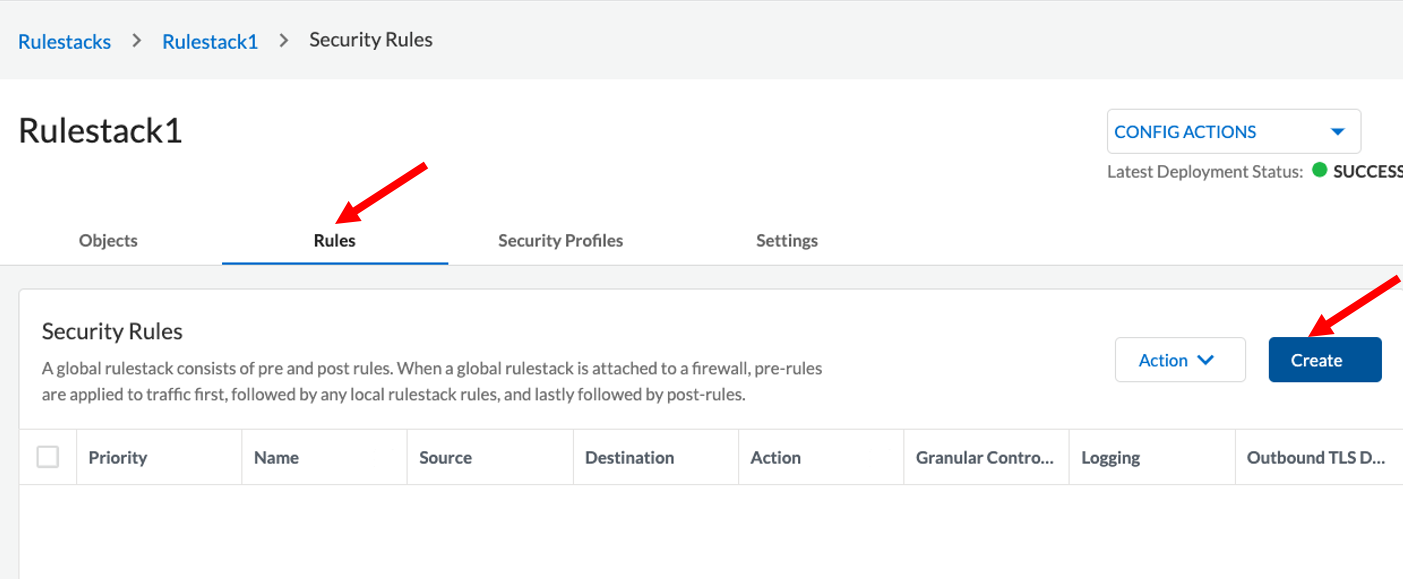 Rulestacks > Rulestack1 > Security Rules
Rulestack1
CONFIG ACTIONS
Latest Deployment Status: SUCCESS
Objects Rules Security Profiles Settings
Security Rules
A global rulestack consists of pre and post rules. When a global rulestack is attached to a firewall, pre-rules
are applied to traffic first, followed by any local rulestack rules, and lastly followed by post-rules.
Action Create
Priority Name Source Destination Action Granular Contro... Logging Outbound TLS D...